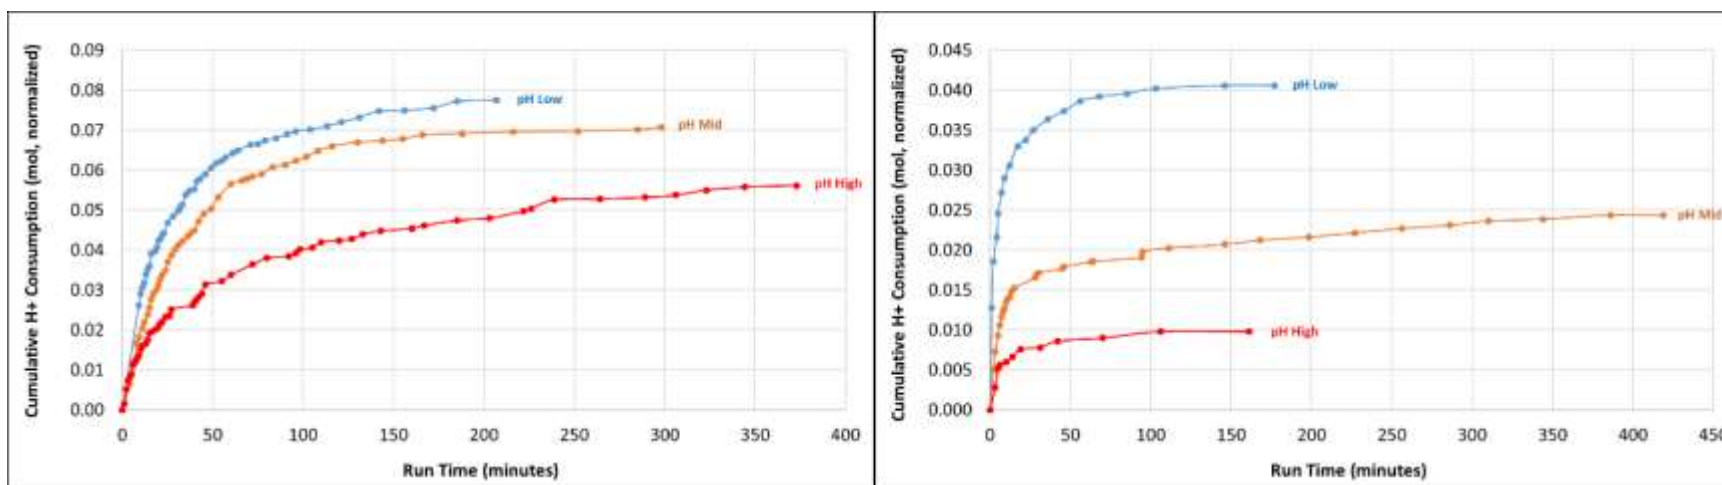 Cumulative H+ Consumption (mol, normalized)
0.09
0.08
0.07
0.06
0.05
0.04
0.03
0.02
0.01
0.00
pH Low
pH Mid
pH High
0 50 100 150 200 250 300 350 400
Run Time (minutes)
Cumulative H+ Consumption (mol, normalized)
0.045
0.040
0.035
0.030
0.025
0.020
0.015
0.010
0.005
0.000
pH Low
pH Mid
pH High
0 50 100 150 200 250 300 350 400 450
Run Time (minutes)